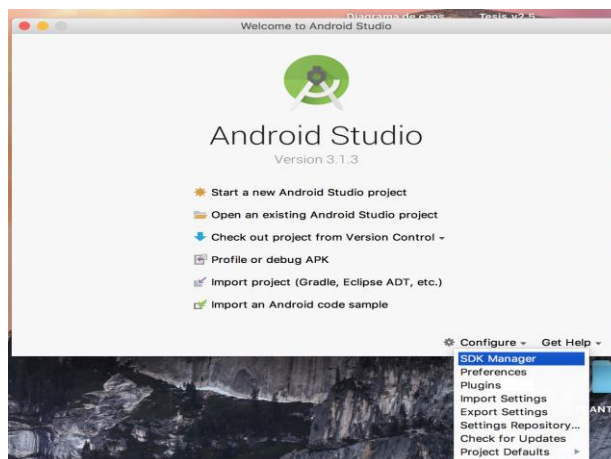 Diagrama de caps Tesis v2.5
Welcome to Android Studio
Android Studio
Version 3.1.3
Start a new Android Studio project
Open an existing Android Studio project
Check out project from Version Control
Profile or debug APK
Import project (Gradle, Eclipse ADT, etc.)
Import an Android code sample
Configure Get Help
SDK Manager
Preferences
Plugins
Import Settings
Export Settings
ANT
Settings Repository...
Check for Updates
Project Defaults